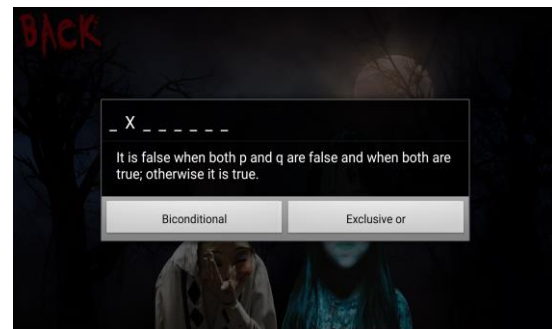 BACK
_ X _ _ _ _ _ _
It is false when both p and q are false and when both are
true; otherwise it is true.
Biconditional
Exclusive or